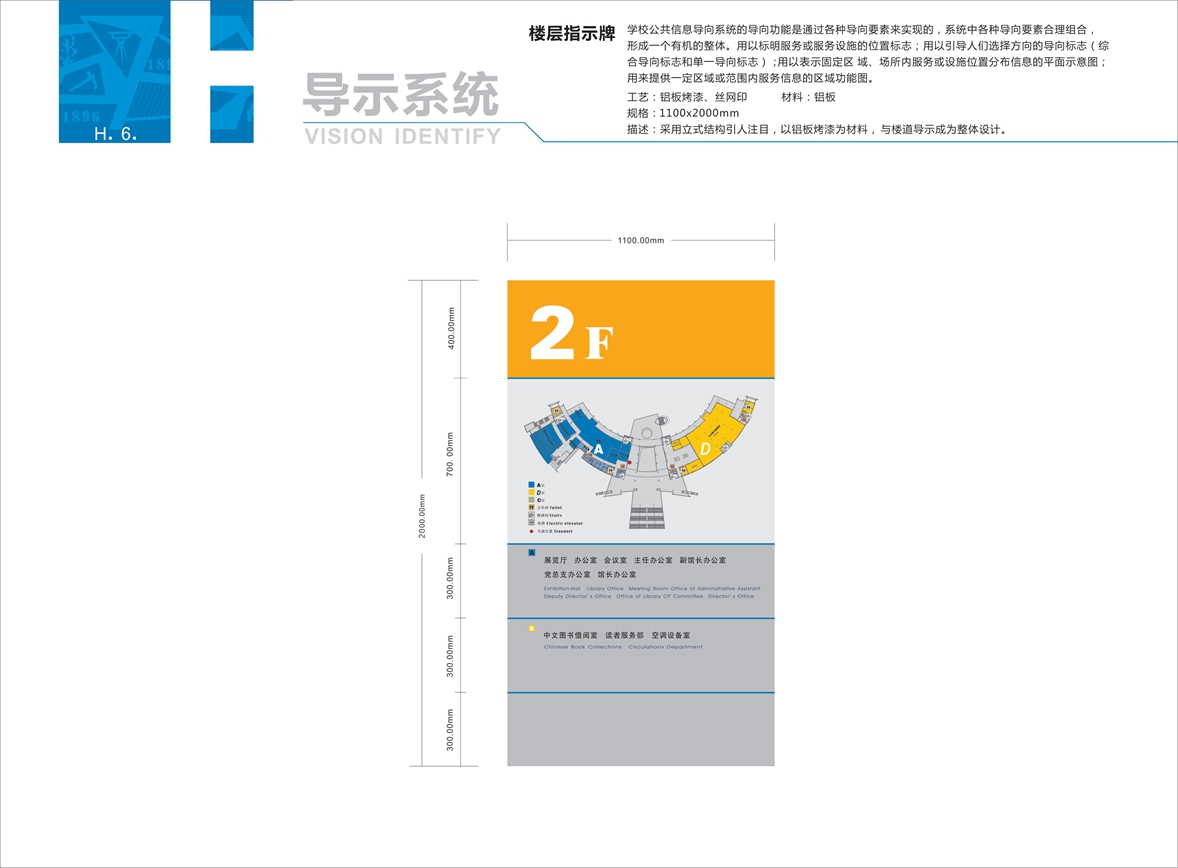 H. 6.
1896
189
导示系统
VISION IDENTIFY
楼层指示牌
学校公共信息导向系统的导向功能是通过各种导向要素来实现的，系统中各种导向要素合理组合，
形成一个有机的整体。用以标明服务或服务设施的位置标志；用以引导人们选择方向的导向标志（综
合导向标志和单一导向标志）;用以表示固定区 域、场所内服务或设施位置分布信息的平面示意图；
用来提供一定区域或范围内服务信息的区域功能图。
工艺：铝板烤漆、丝网印 材料：铝板
规格：1100x2000mm
描述：采用立式结构引人注目，以铝板烤漆为材料，与楼道导示成为整体设计。
1100.00mm
400.00mm
700.00mm
2000.00mm
300.00mm
300.00mm
300.00mm
2 F
A
D
A区
D区
C区
卫生间 Toilet
楼梯间 Stairs
电梯 Electric elevator
当前位置 Standort
展览厅 办公室 会议室 主任办公室 副馆长办公室
党总支办公室 馆长办公室
Exhibition Hall Library Office Meeting Room Office of Administrative Assistant
Deputy Director's Office Office of Library CP Committee Director's Office
中文图书借阅室 读者服务部 空调设备室
Chinese Book Collections Circulations Department